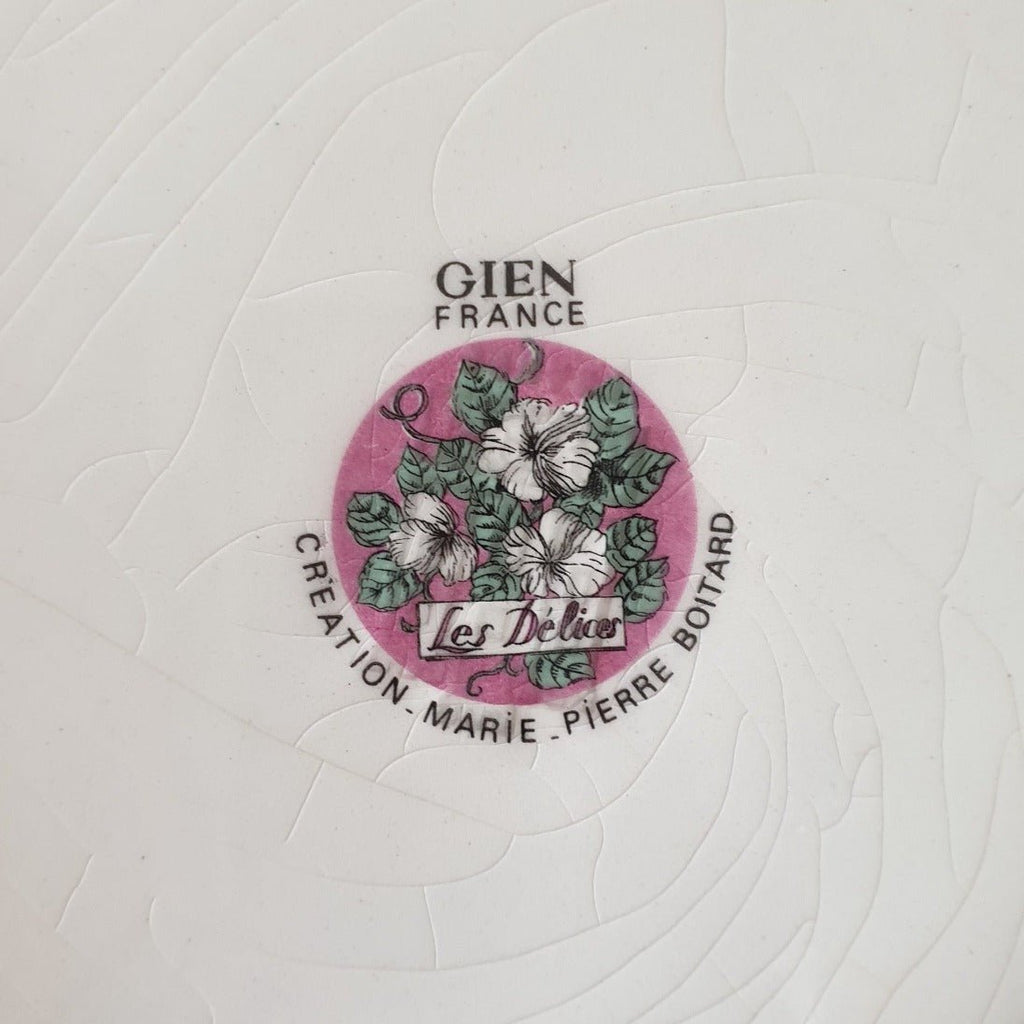 GIEN
FRANCE
Les Délices
CRÉATION - MARiE - PiERRE BOITARD